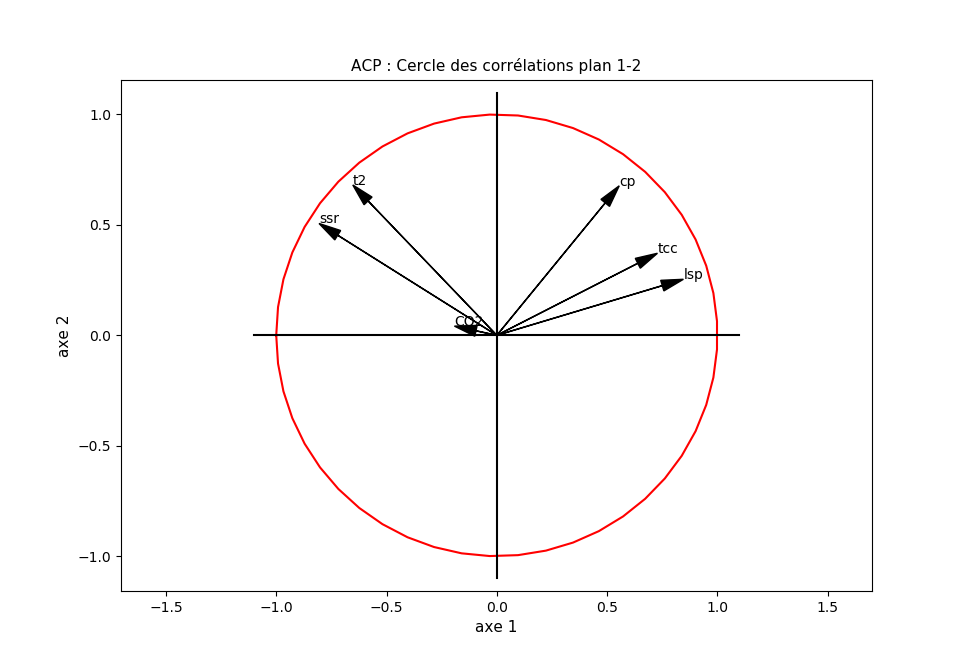 ACP : Cercle des corrélations plan 1-2
1.0
0.5
0.0
−0.5
−1.0
axe 2
t2
ssr
CO2
cp
tcc
lsp
−1.5
−1.0
−0.5
0.0
0.5
1.0
1.5
axe 1